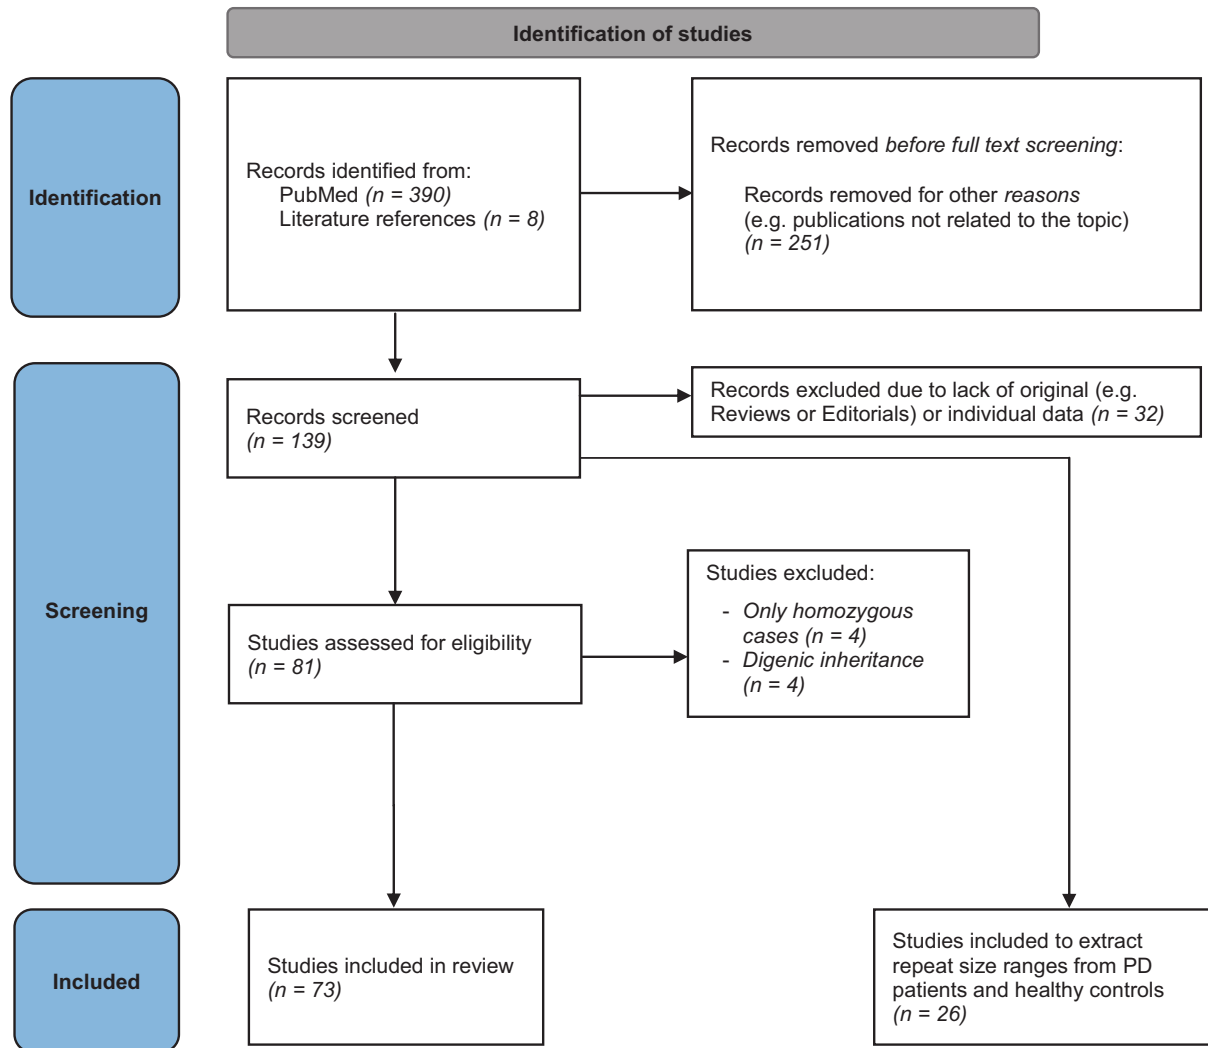 Identification of studies
Identification
Records identified from:
PubMed (n = 390)
Literature references (n = 8)
Records removed before full text screening:
Records removed for other reasons
(e.g. publications not related to the topic)
(n = 251)
Screening
Records screened
(n = 139)
Records excluded due to lack of original (e.g.
Reviews or Editorials) or individual data (n = 32)
Studies assessed for eligibility
(n = 81)
Studies excluded:
- Only homozygous
cases (n = 4)
- Digenic inheritance
(n = 4)
Included
Studies included in review
(n = 73)
Studies included to extract
repeat size ranges from PD
patients and healthy controls
(n = 26)